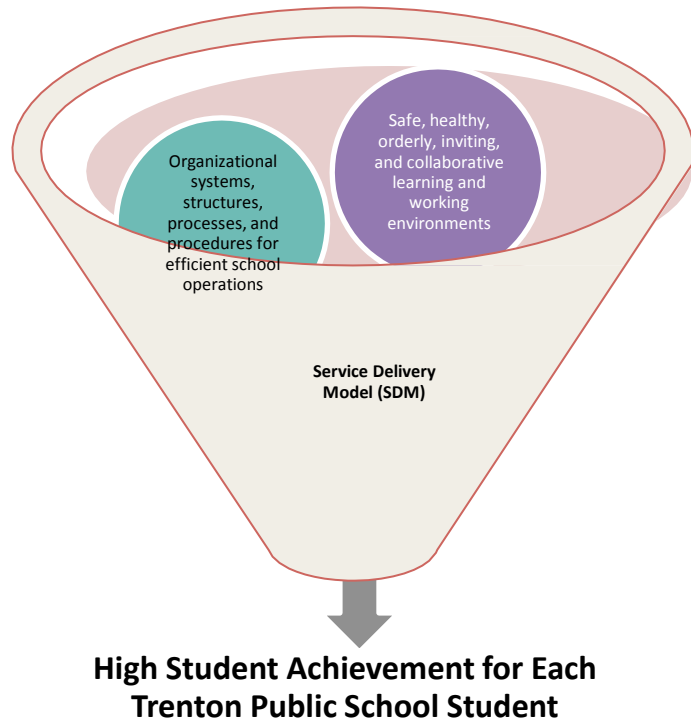 Safe, healthy,
orderly, inviting,
and collaborative
learning and
working
environments
Organizational
systems,
structures,
processes, and
procedures for
efficient school
operations
Service Delivery
Model (SDM)
High Student Achievement for Each
Trenton Public School Student